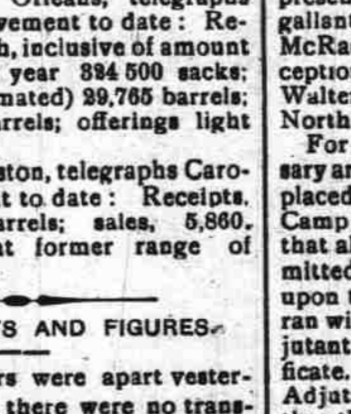 Orleans, telegraphs
vement to date: Re-
h, inclusive of amount
year 324 500 sacks;
mated) 29,765 barrels;
rrels; offerings light
ston, telegraphs Caro-
t to date: Receipts,
arrels; sales, 5,860.
at former range of
S AND FIGURES.
rs were apart yester-
there were no trans-
gallant
McRa
ception
Walter
North
For
sary an
placed
Camp
that al
mitted
upon t
ran wi
jutant
ficate.
Adjut